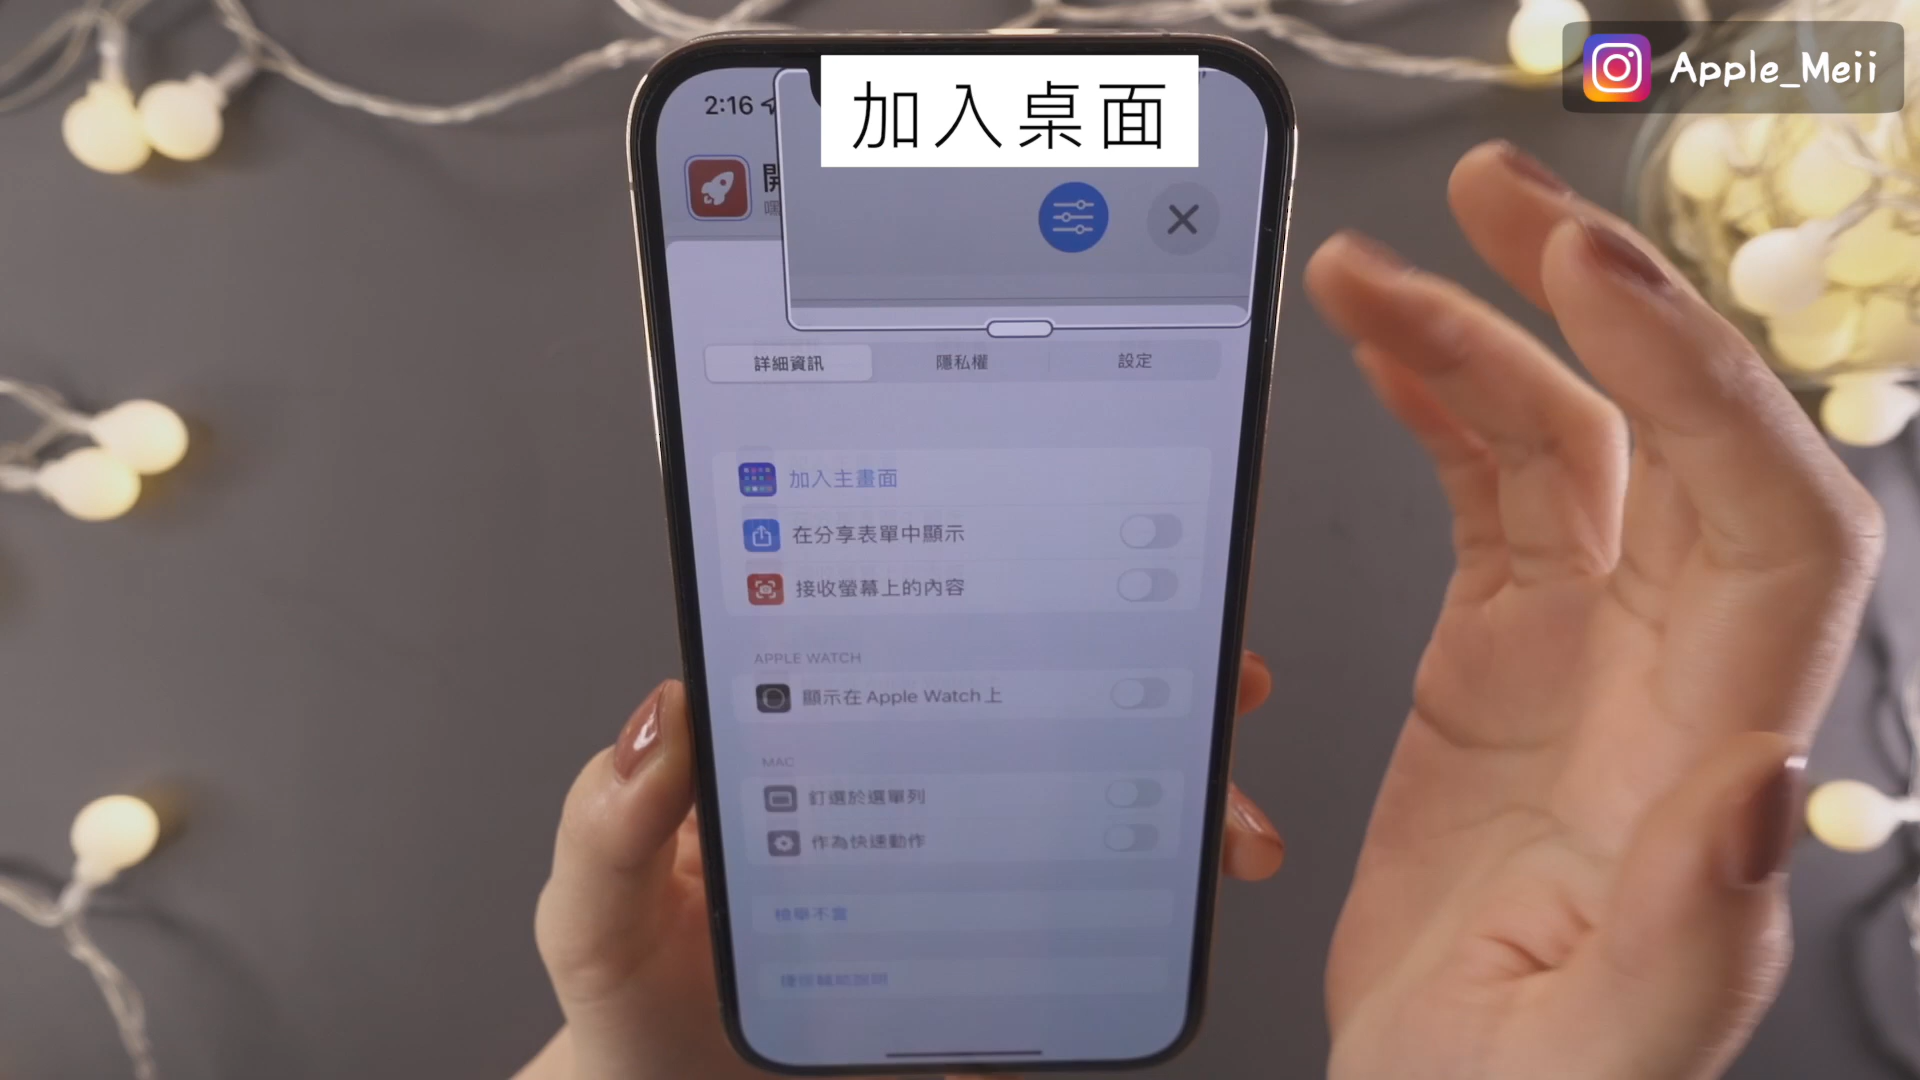 加入桌面
Apple_Meii
2:16
開
詳細資訊
隱私權
設定
加入主畫面
在分享表單中顯示
接收螢幕上的內容
APPLE WATCH
顯示在 Apple Watch 上
MAC
釘選於選單列
作為快速動作